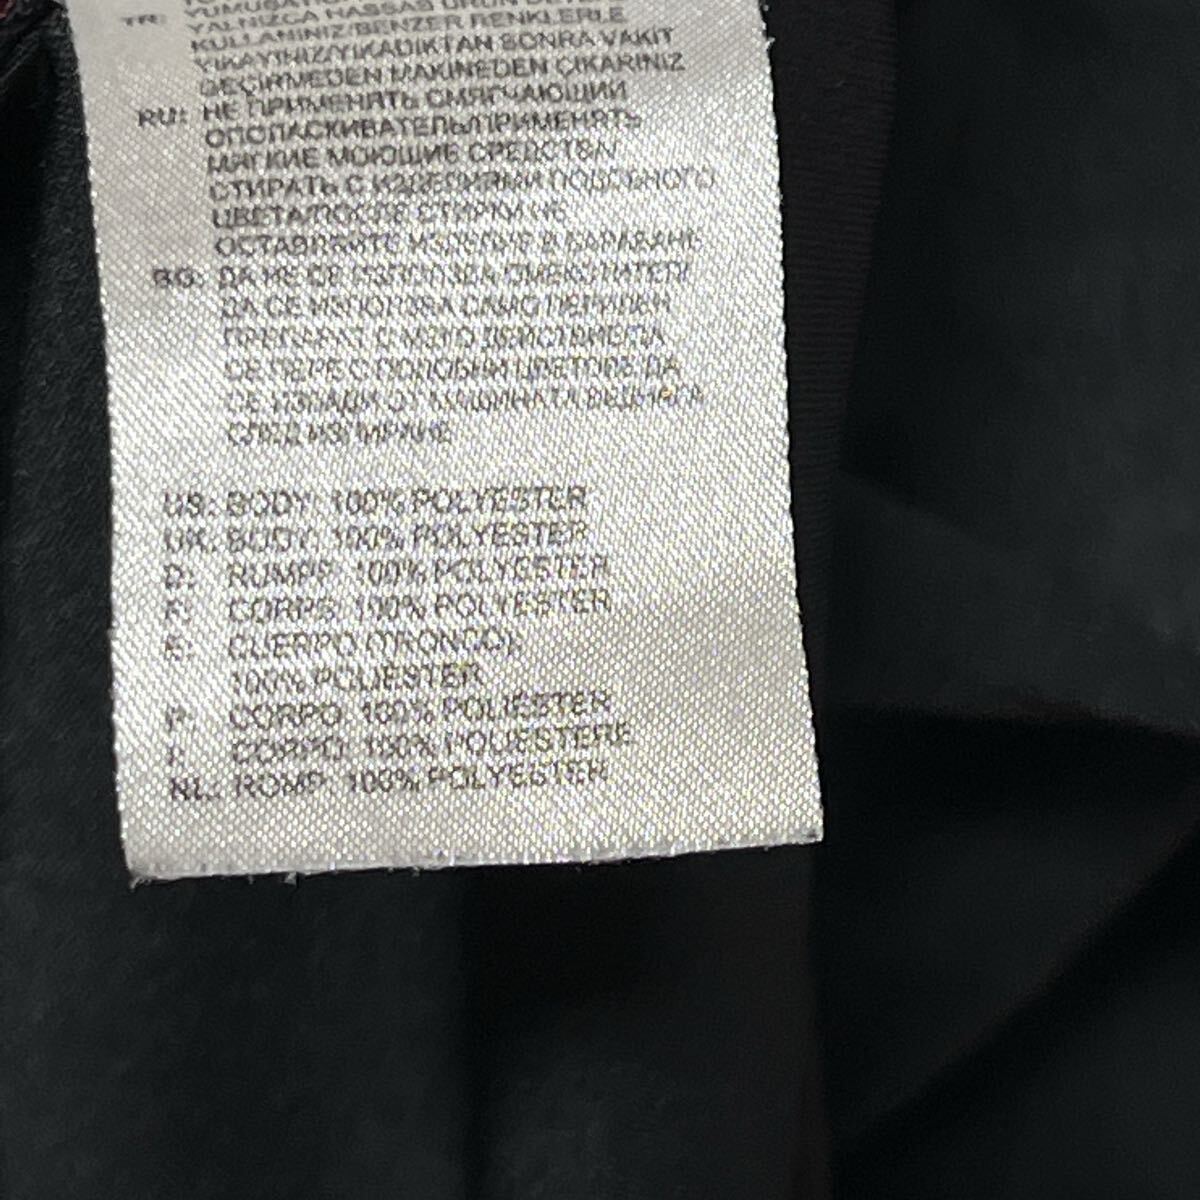 TR: YUMUŞATICI
YALNIZCA HASSAS ÜRÜN
KULLANINIZ/BENZER RENKLERLE
YIKAYINIZ/YIKADIKTAN SONRA VAKIT
GEÇIRMEDEN MAKINEDEN ÇIKARINIZ
RU: НЕ ПРИМЕНЯТЬ СМЯГЧАЮЩИЙ
ОПОЛАСКИВАТЕЛЬ/ПРИМЕНЯТЬ
МЯГКИЕ МОЮЩИЕ СРЕДСТВА/
СТИРАТЬ С ИЗДЕЛИЯМИ ПОДОБНОГО
ЦВЕТА/ПОСЛЕ СТИРКИ НЕ
ОСТАВЛЯЙТЕ ИЗДЕЛИЕ В БАРАБАНЕ
BG: ДА НЕ СЕ ИЗПОЛЗВА ОМЕКОТИТЕЛ/
ДА СЕ ИЗПОЛЗВА САМО ПЕРИЛЕН
ПРЕПАРАТ С МЕКО ДЕЙСТВИЕ/ДА
СЕ ПЕРЕ С ПОДОБНИ ЦВЕТОВЕ/ДА
СЕ ИЗВАДИ ОТ МАШИНАТА ВЕДНАГА
СЛЕД ИЗПИРАНЕ
US: BODY: 100% POLYESTER
UK: BODY: 100% POLYESTER
D: RUMPF: 100% POLYESTER
F: CORPS: 100% POLYESTER
E: CUERPO (TRONCO):
100% POLIESTER
P: CORPO: 100% POLIÉSTER
I: CORPO: 100% POLIESTERE
NL: ROMP: 100% POLYESTER